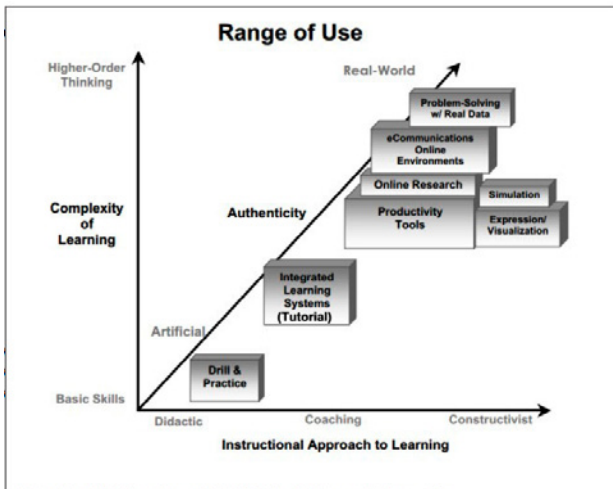 Range of Use
Higher-Order
Thinking
Real-World
Problem-Solving
w/ Real Data
eCommunications
Online
Environments
Online Research
Simulation
Productivity
Tools
Expression/
Visualization
Complexity
of
Learning
Authenticity
Integrated
Learning
Systems
(Tutorial)
Artificial
Drill &
Practice
Basic Skills
Didactic
Coaching
Constructivist
Instructional Approach to Learning